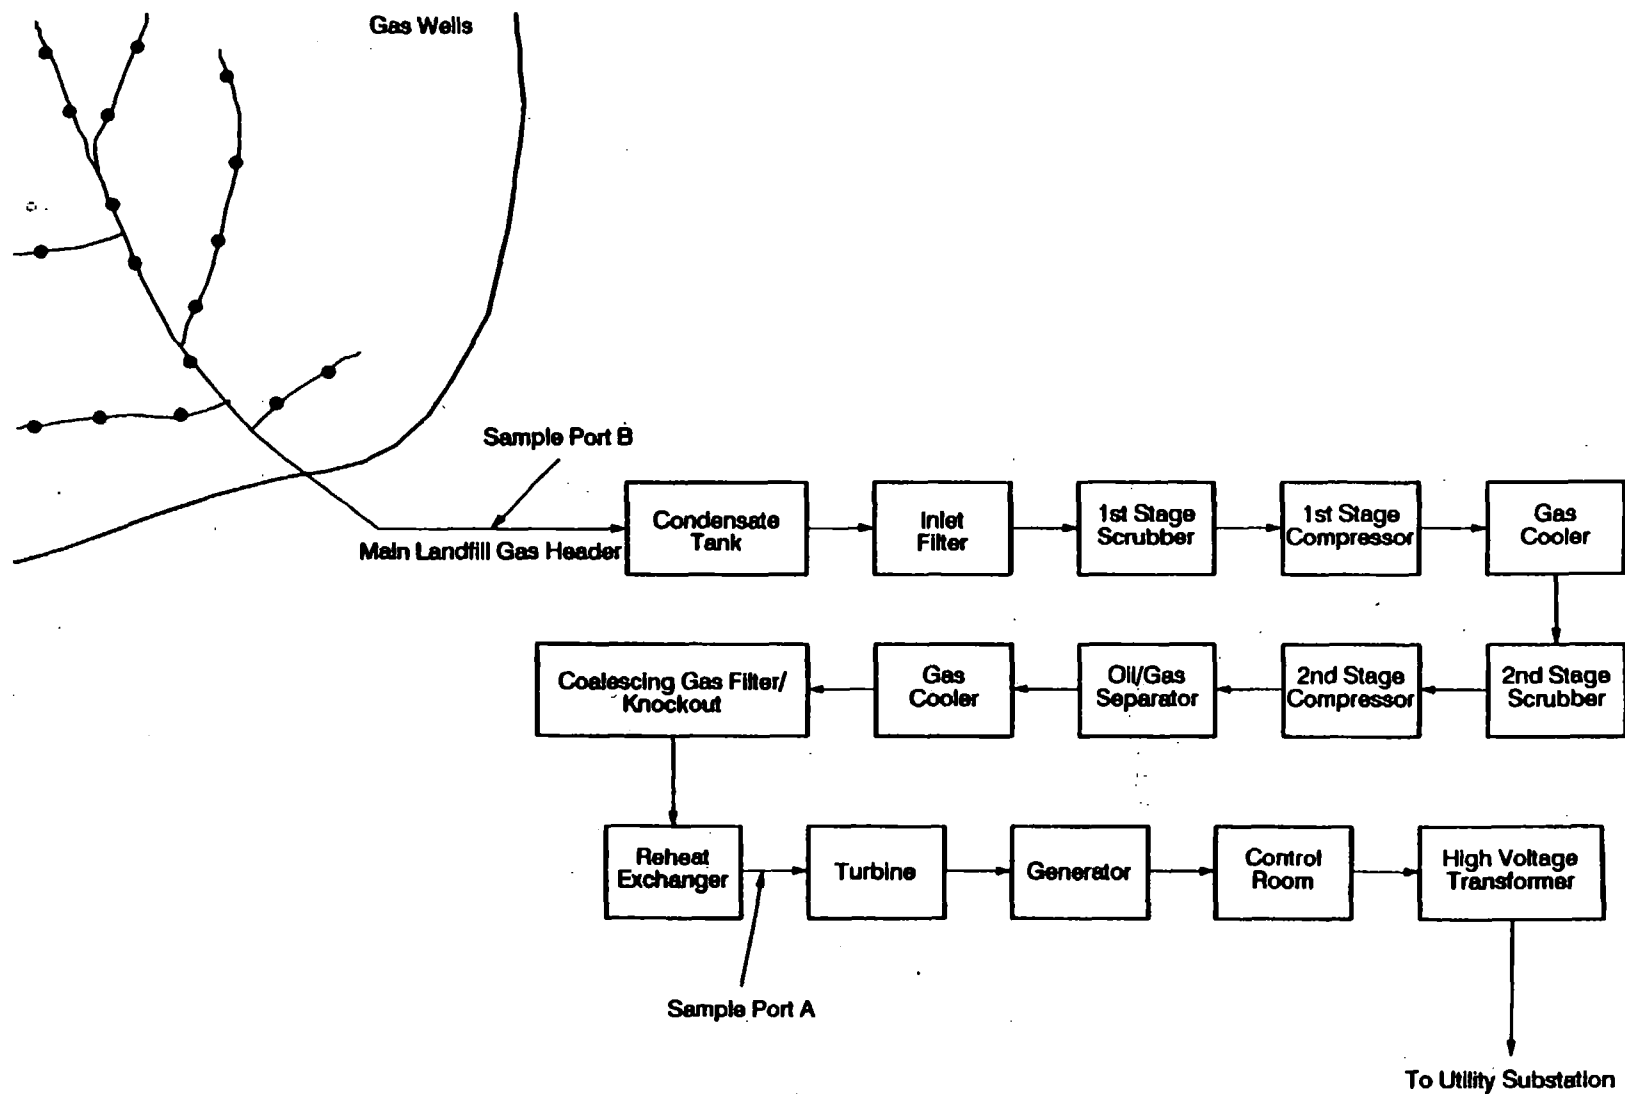 Gas Wells
Sample Port B
Main Landfill Gas Header
Condensate
Tank
Inlet
Filter
1st Stage
Scrubber
1st Stage
Compressor
Gas
Cooler
Coalescing Gas Filter/
Knockout
Gas
Cooler
Oil/Gas
Separator
2nd Stage
Compressor
2nd Stage
Scrubber
Reheat
Exchanger
Turbine
Generator
Control
Room
High Voltage
Transformer
Sample Port A
To Utility Substation